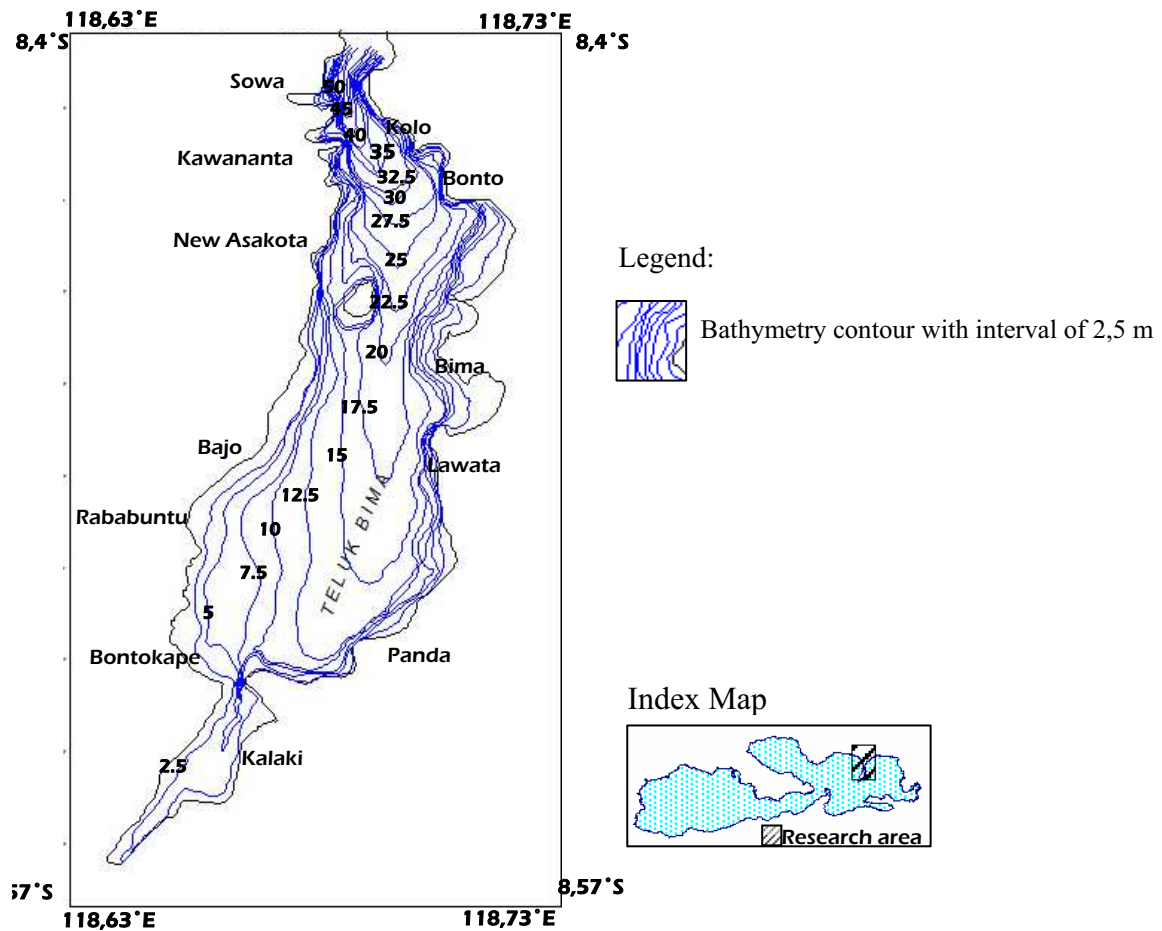 118,63°E
118,73°E
8,4°S
8,4°S
Sowa
50
45
Kolo
40
35
Kawananta
32.5
Bonto
30
27.5
New Asakota
25
22.5
20
Bima
17.5
Bajo
15
Lawata
12.5
Rababuntu
10
TELUK BIMA
7.5
5
Bontokape
Panda
Kalaki
2.5
57°S
8,57°S
118,63°E
118,73°E
Legend:
Bathymetry contour with interval of 2,5 m
Index Map
Research area